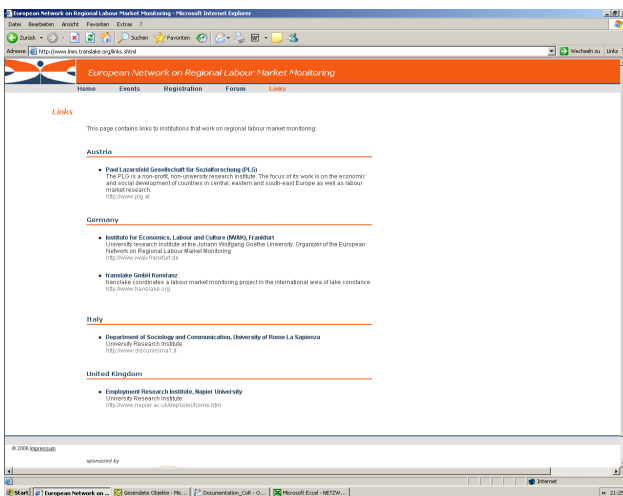 European Network on Regional Labour Market Monitoring - Microsoft Internet Explorer
Datei Bearbeiten Ansicht Favoriten Extras ?
Zurück Suchen Favoriten
Adresse http://www.lmm.translake.org/links.shtml Wechseln zu Links
European Network on Regional Labour Market Monitoring
Home Events Registration Forum Links
Links
This page contains links to institutions that work on regional labour market monitoring:
Austria
Paul Lazarsfeld Gesellschaft für Sozialforschung (PLG)
The PLG is a non-profit, non-university research institute. The focus of its work is on the economic
and social development of countries in central, eastern and south-east Europe as well as labour
market research.
http://www.plg.at
Germany
Institute for Economics, Labour and Culture (IWAK), Frankfurt
University research institute at the Johann Wolfgang Goethe University, Organizer of the European
Network on Regional Labour Market Monitoring
http://www.iwak-frankfurt.de
translake GmbH Konstanz
translake coordinates a labour market monitoring project in the international area of lake constance
http://www.translake.org
Italy
Department of Sociology and Communication, University of Rome La Sapienza
University Research Institute
http://www.discuniroma1.it
United Kingdom
Employment Research Institute, Napier University
University Research Institute
http://www.napier.ac.uk/depts/eri/home.htm
© 2006 Impressum
sponsored by
Internet
Start European Network on ... Gesendete Objekte - Mic... Documentation_CoR - O... Microsoft Excel - NETZW... 21:25